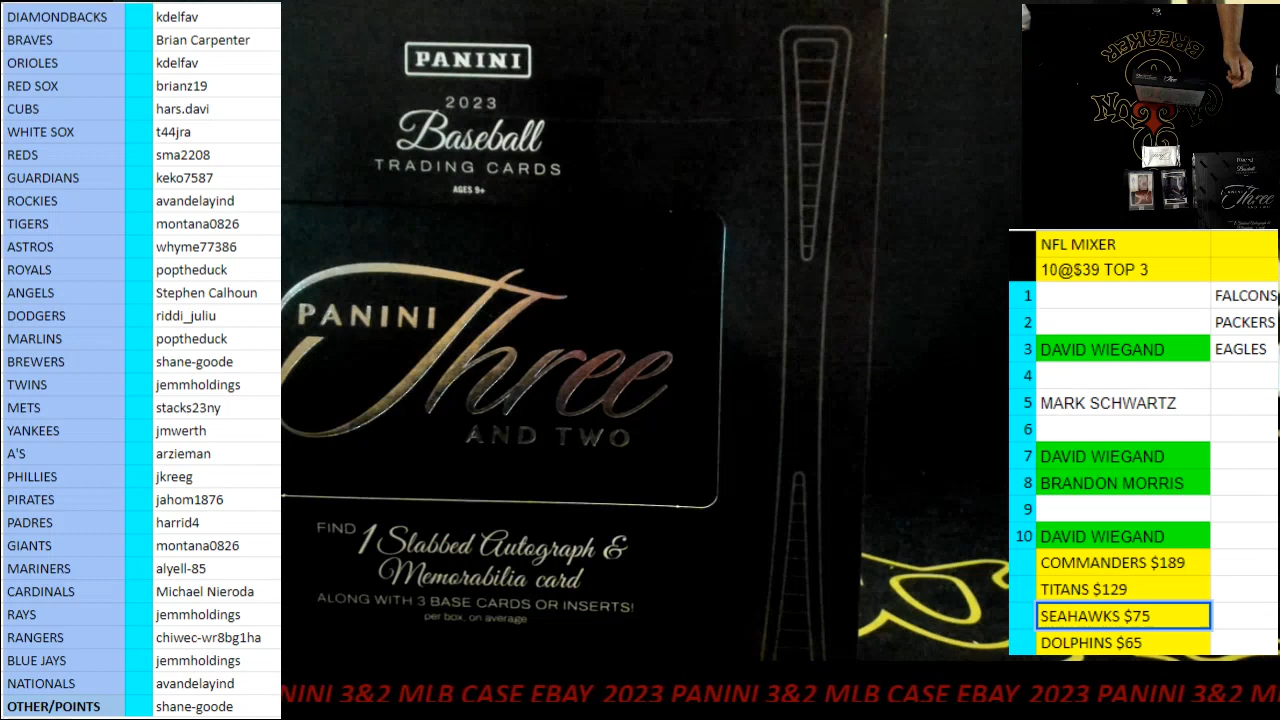 DIAMONDBACKS kdelfav
BRAVES Brian Carpenter
ORIOLES kdelfav
RED SOX brianz19
CUBS hars.davi
WHITE SOX t44jra
REDS sma2208
GUARDIANS keko7587
ROCKIES avandelayind
TIGERS montana0826
ASTROS whyme77386
ROYALS poptheduck
ANGELS Stephen Calhoun
DODGERS riddi_juliu
MARLINS poptheduck
BREWERS shane-goode
TWINS jemmholdings
METS stacks23ny
YANKEES jmwerth
A'S arzieman
PHILLIES jkreeg
PIRATES jahom1876
PADRES harrid4
GIANTS montana0826
MARINERS alyell-85
CARDINALS Michael Nieroda
RAYS jemmholdings
RANGERS chiwec-wr8bg1ha
BLUE JAYS jemmholdings
NATIONALS avandelayind
OTHER/POINTS shane-goode
PANINI
2023
Baseball
TRADING CARDS
AGES 9+
PANINI
Three
AND TWO
FIND 1 Slabbed Autograph &
Memorabilia card
ALONG WITH 3 BASE CARDS OR INSERTS!
per box, on average
BREAKER
PANINI
Baseball
Three
AND TWO
NFL MIXER
10@$39 TOP 3
1 FALCONS
2 PACKERS
3 DAVID WIEGAND EAGLES
4
5 MARK SCHWARTZ
6
7 DAVID WIEGAND
8 BRANDON MORRIS
9
10 DAVID WIEGAND
COMMANDERS $189
TITANS $129
SEAHAWKS $75
DOLPHINS $65
NINI 3&2 MLB CASE EBAY 2023 PANINI 3&2 MLB CASE EBAY 2023 PANINI 3&2 M